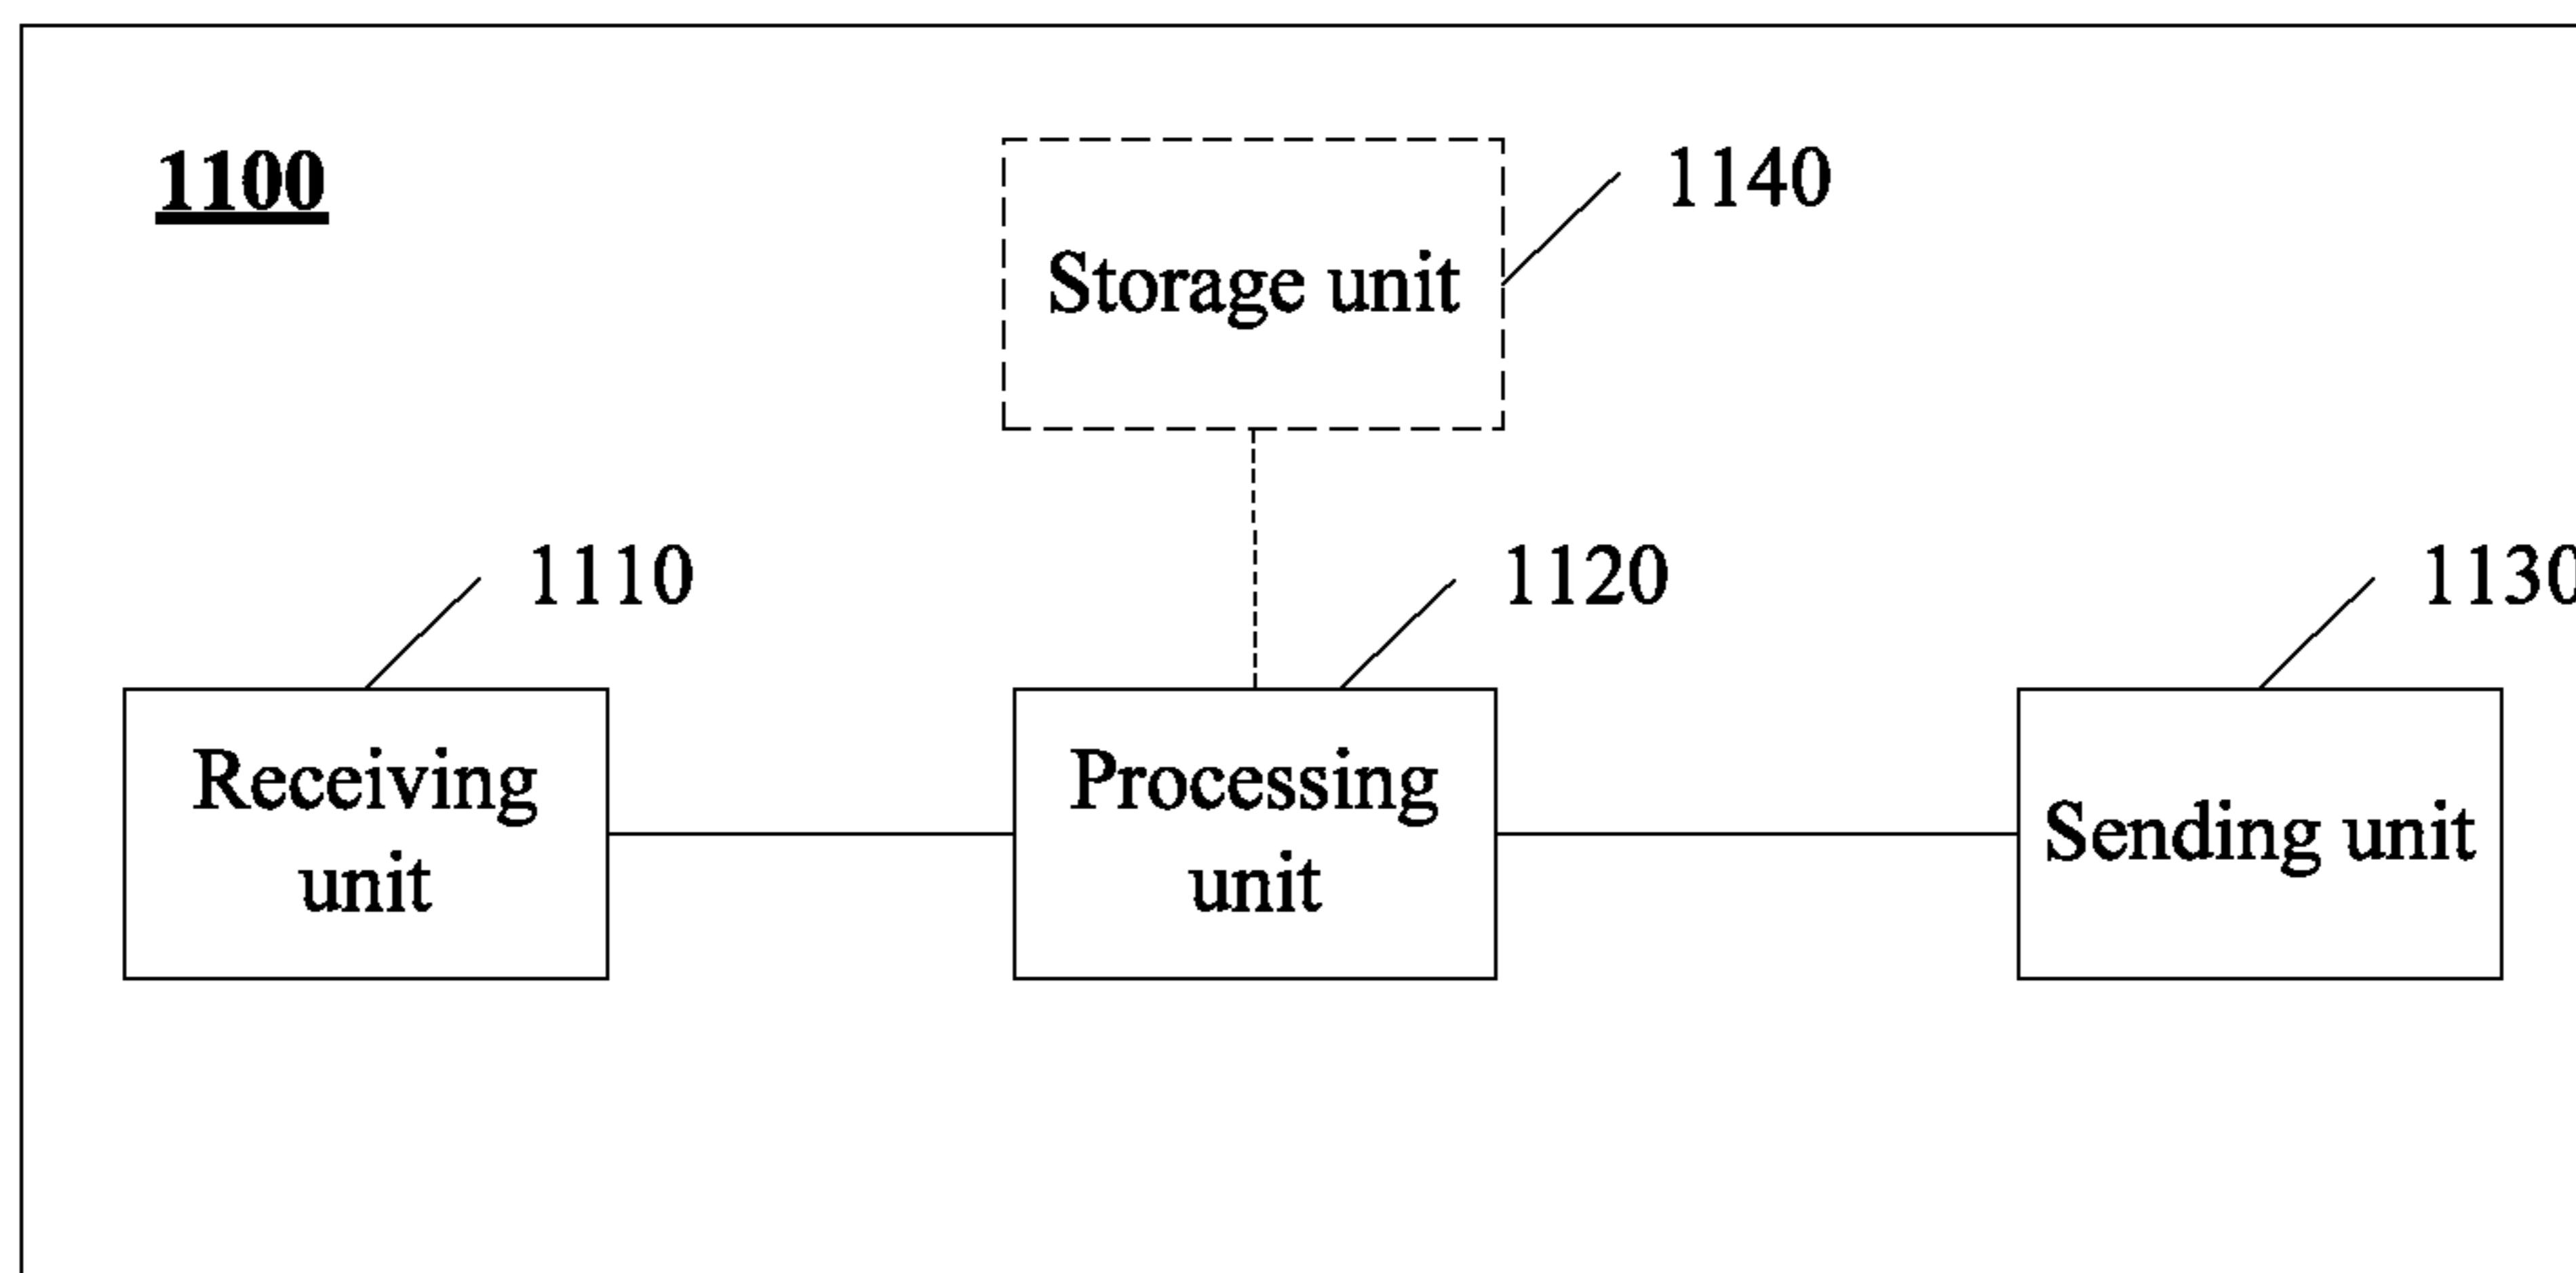 1100
1140
Storage unit
1110
1120
1130
Receiving
unit
Processing
unit
Sending unit